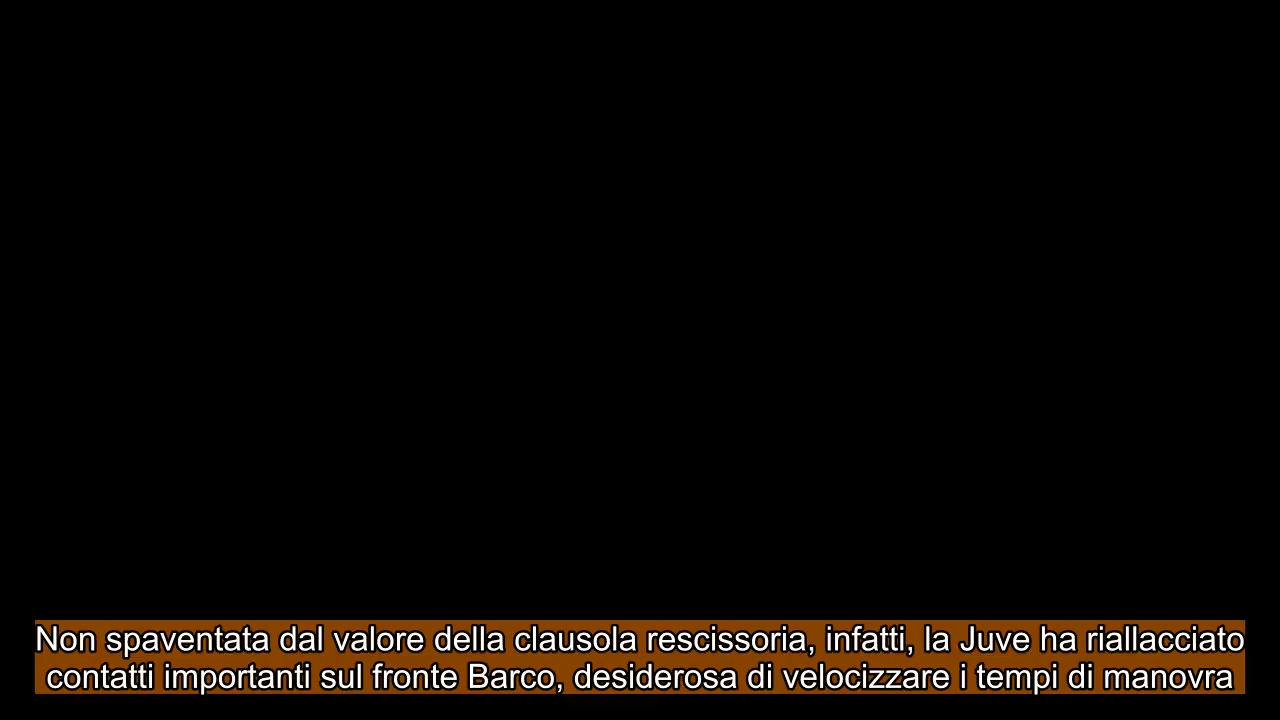 Non spaventata dal valore della clausola rescissoria, infatti, la Juve ha riallacciato
contatti importanti sul fronte Barco, desiderosa di velocizzare i tempi di manovra